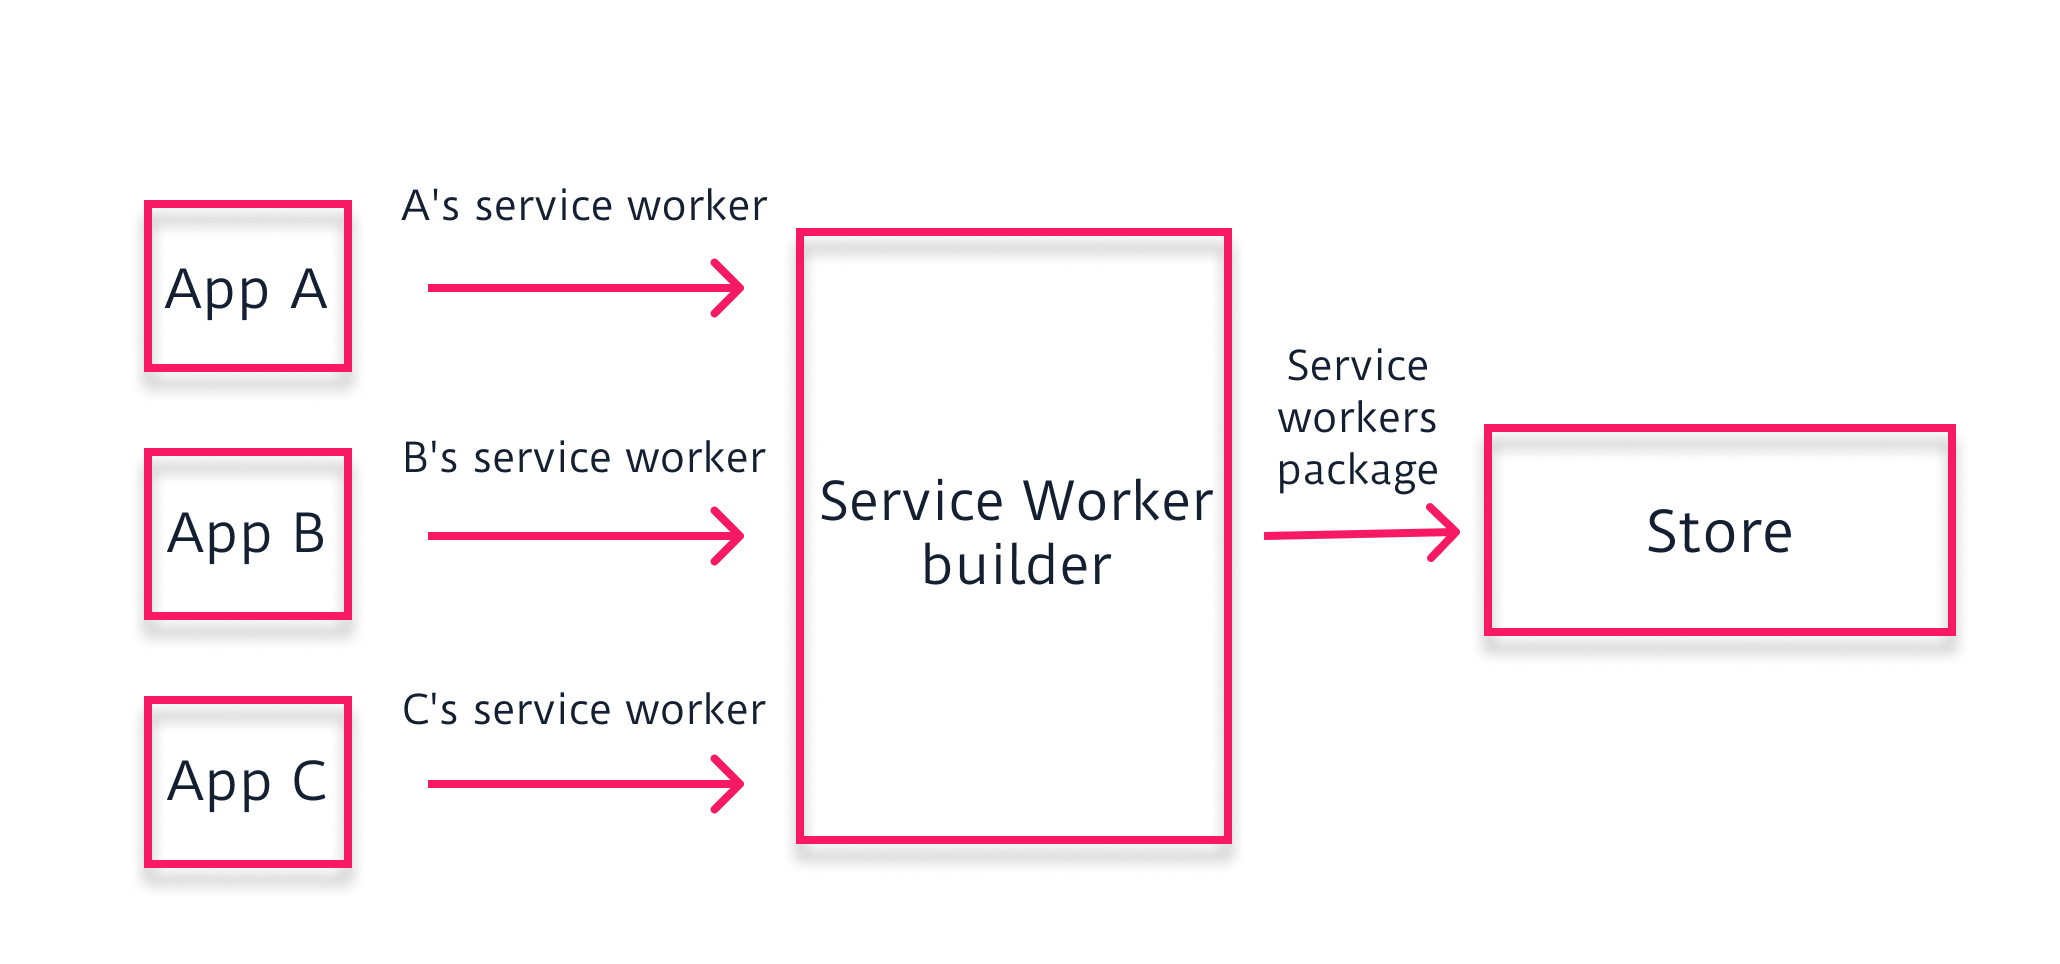 App A
A's service worker
App B
B's service worker
App C
C's service worker
Service Worker
builder
Service
workers
package
Store